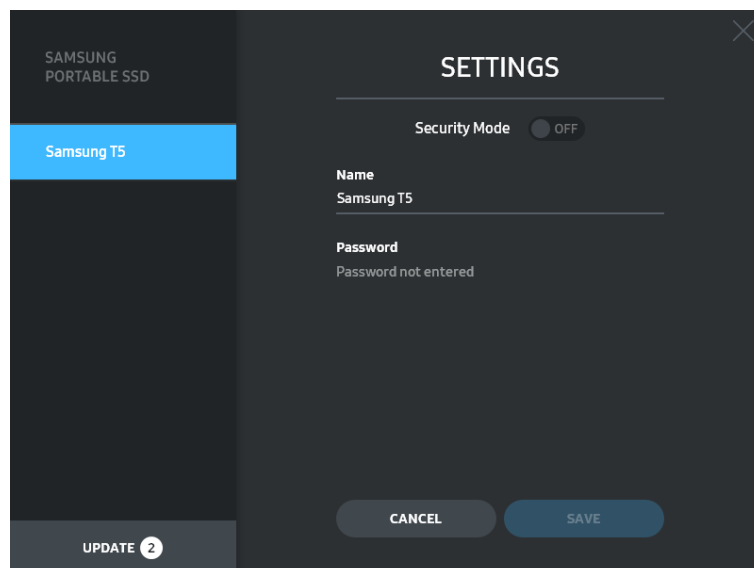 SAMSUNG
PORTABLE SSD
Samsung T5
UPDATE 2
SETTINGS
Security Mode OFF
Name
Samsung T5
Password
Password not entered
CANCEL SAVE